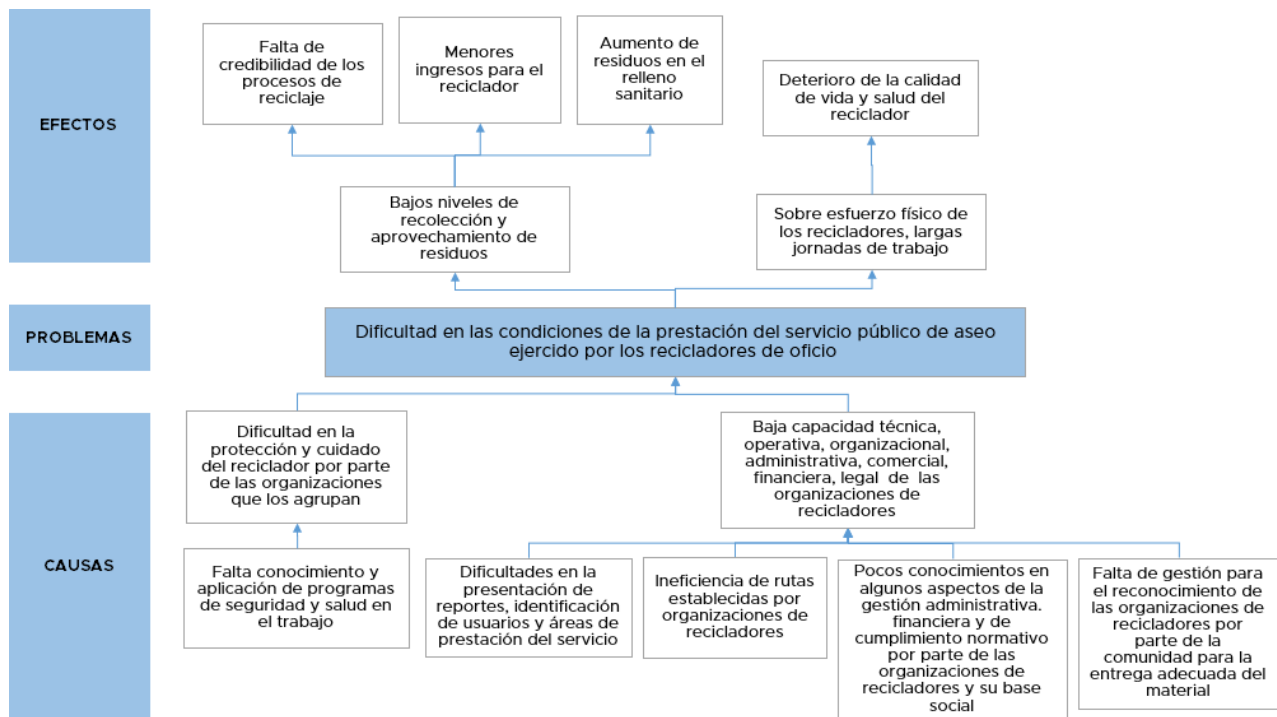 EFECTOS
Falta de
credibilidad de los
procesos de
reciclaje
Menores
ingresos para el
reciclador
Aumento de
residuos en el
relleno
sanitario
Deterioro de la calidad
de vida y salud del
reciclador
Bajos niveles de
recolección y
aprovechamiento de
residuos
Sobre esfuerzo físico de
los recicladores, largas
jornadas de trabajo
PROBLEMAS
Dificultad en las condiciones de la prestación del servicio público de aseo
ejercido por los recicladores de oficio
CAUSAS
Dificultad en la
protección y cuidado
del reciclador por parte
de las organizaciones
que los agrupan
Baja capacidad técnica,
operativa, organizacional,
administrativa, comercial,
financiera, legal de las
organizaciones de
recicladores
Falta conocimiento y
aplicación de programas
de seguridad y salud en
el trabajo
Dificultades en la
presentación de
reportes, identificación
de usuarios y áreas de
prestación del servicio
Ineficiencia de rutas
establecidas por
organizaciones de
recicladores
Pocos conocimientos en
algunos aspectos de la
gestión administrativa.
financiera y de
cumplimiento normativo
por parte de las
organizaciones de
recicladores y su base
social
Falta de gestión para
el reconocimiento de
las organizaciones de
recicladores por
parte de la
comunidad para la
entrega adecuada del
material